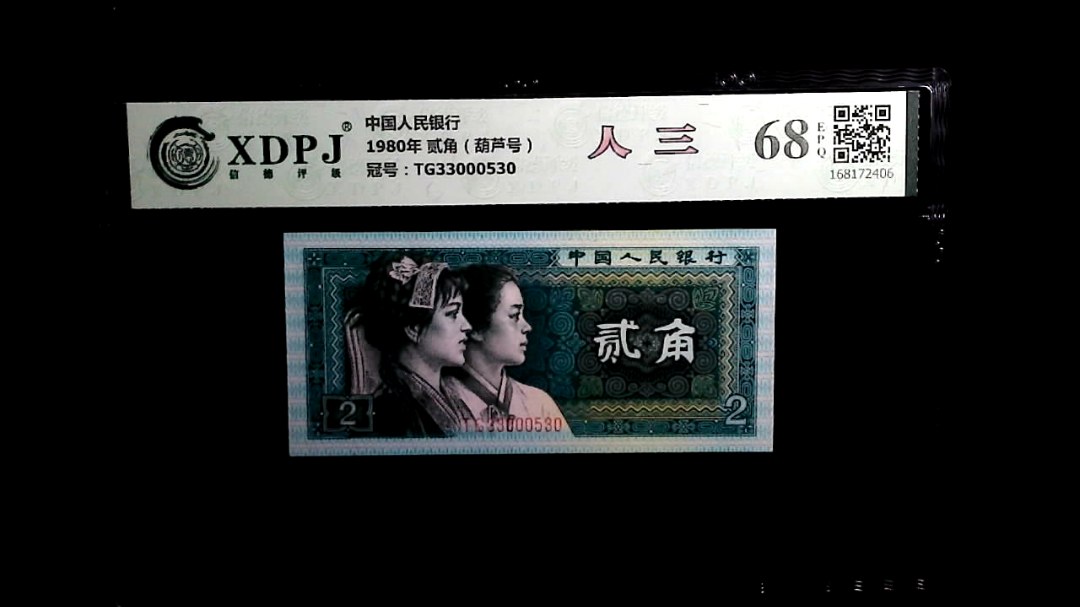 XDPJ®
信德评级
中国人民银行
1980年 贰角（葫芦号）
冠号：TG33000530
人三
68
EPQ
168172406
中国人民银行
贰角
2
2
TG33000530